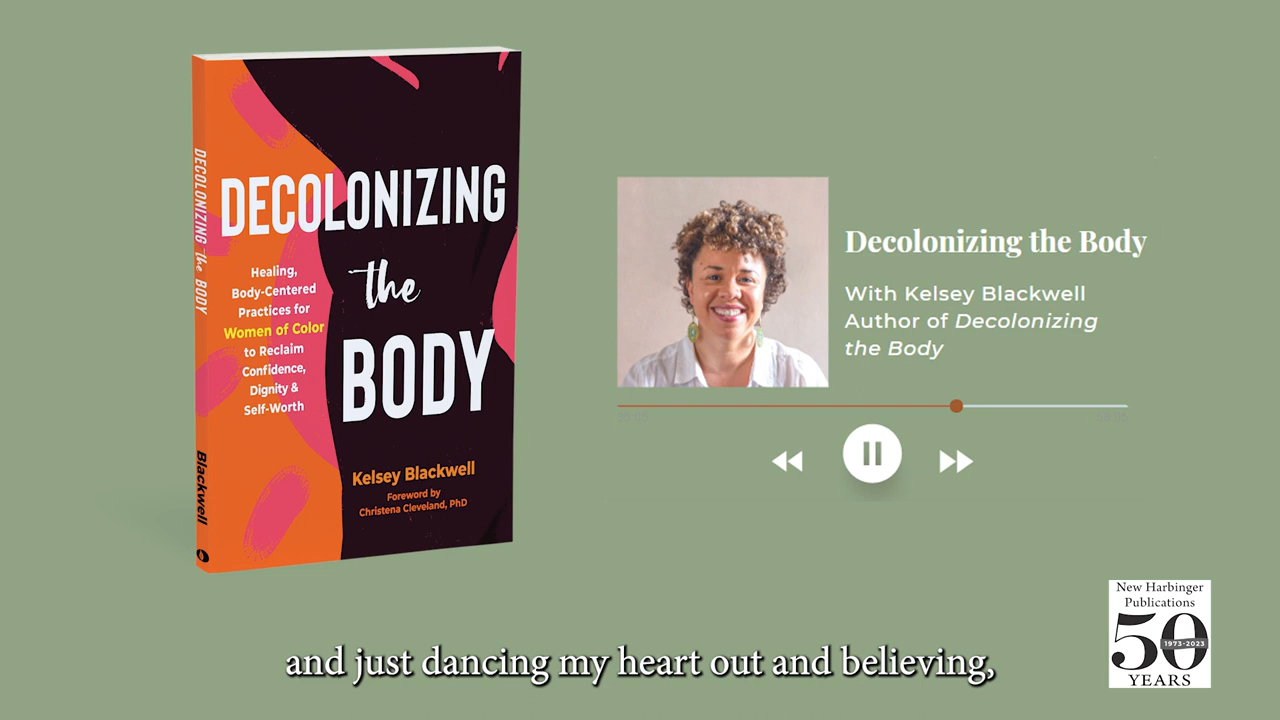 DECOLONIZING the BODY
Blackwell
DECOLONIZING
the
BODY
Healing,
Body-Centered
Practices for
Women of Color
to Reclaim
Confidence,
Dignity &
Self-Worth
Kelsey Blackwell
Foreword by
Christena Cleveland, PhD
Decolonizing the Body
With Kelsey Blackwell
Author of Decolonizing
the Body
New Harbinger
Publications
50
1973-2023
YEARS
and just dancing my heart out and believing,